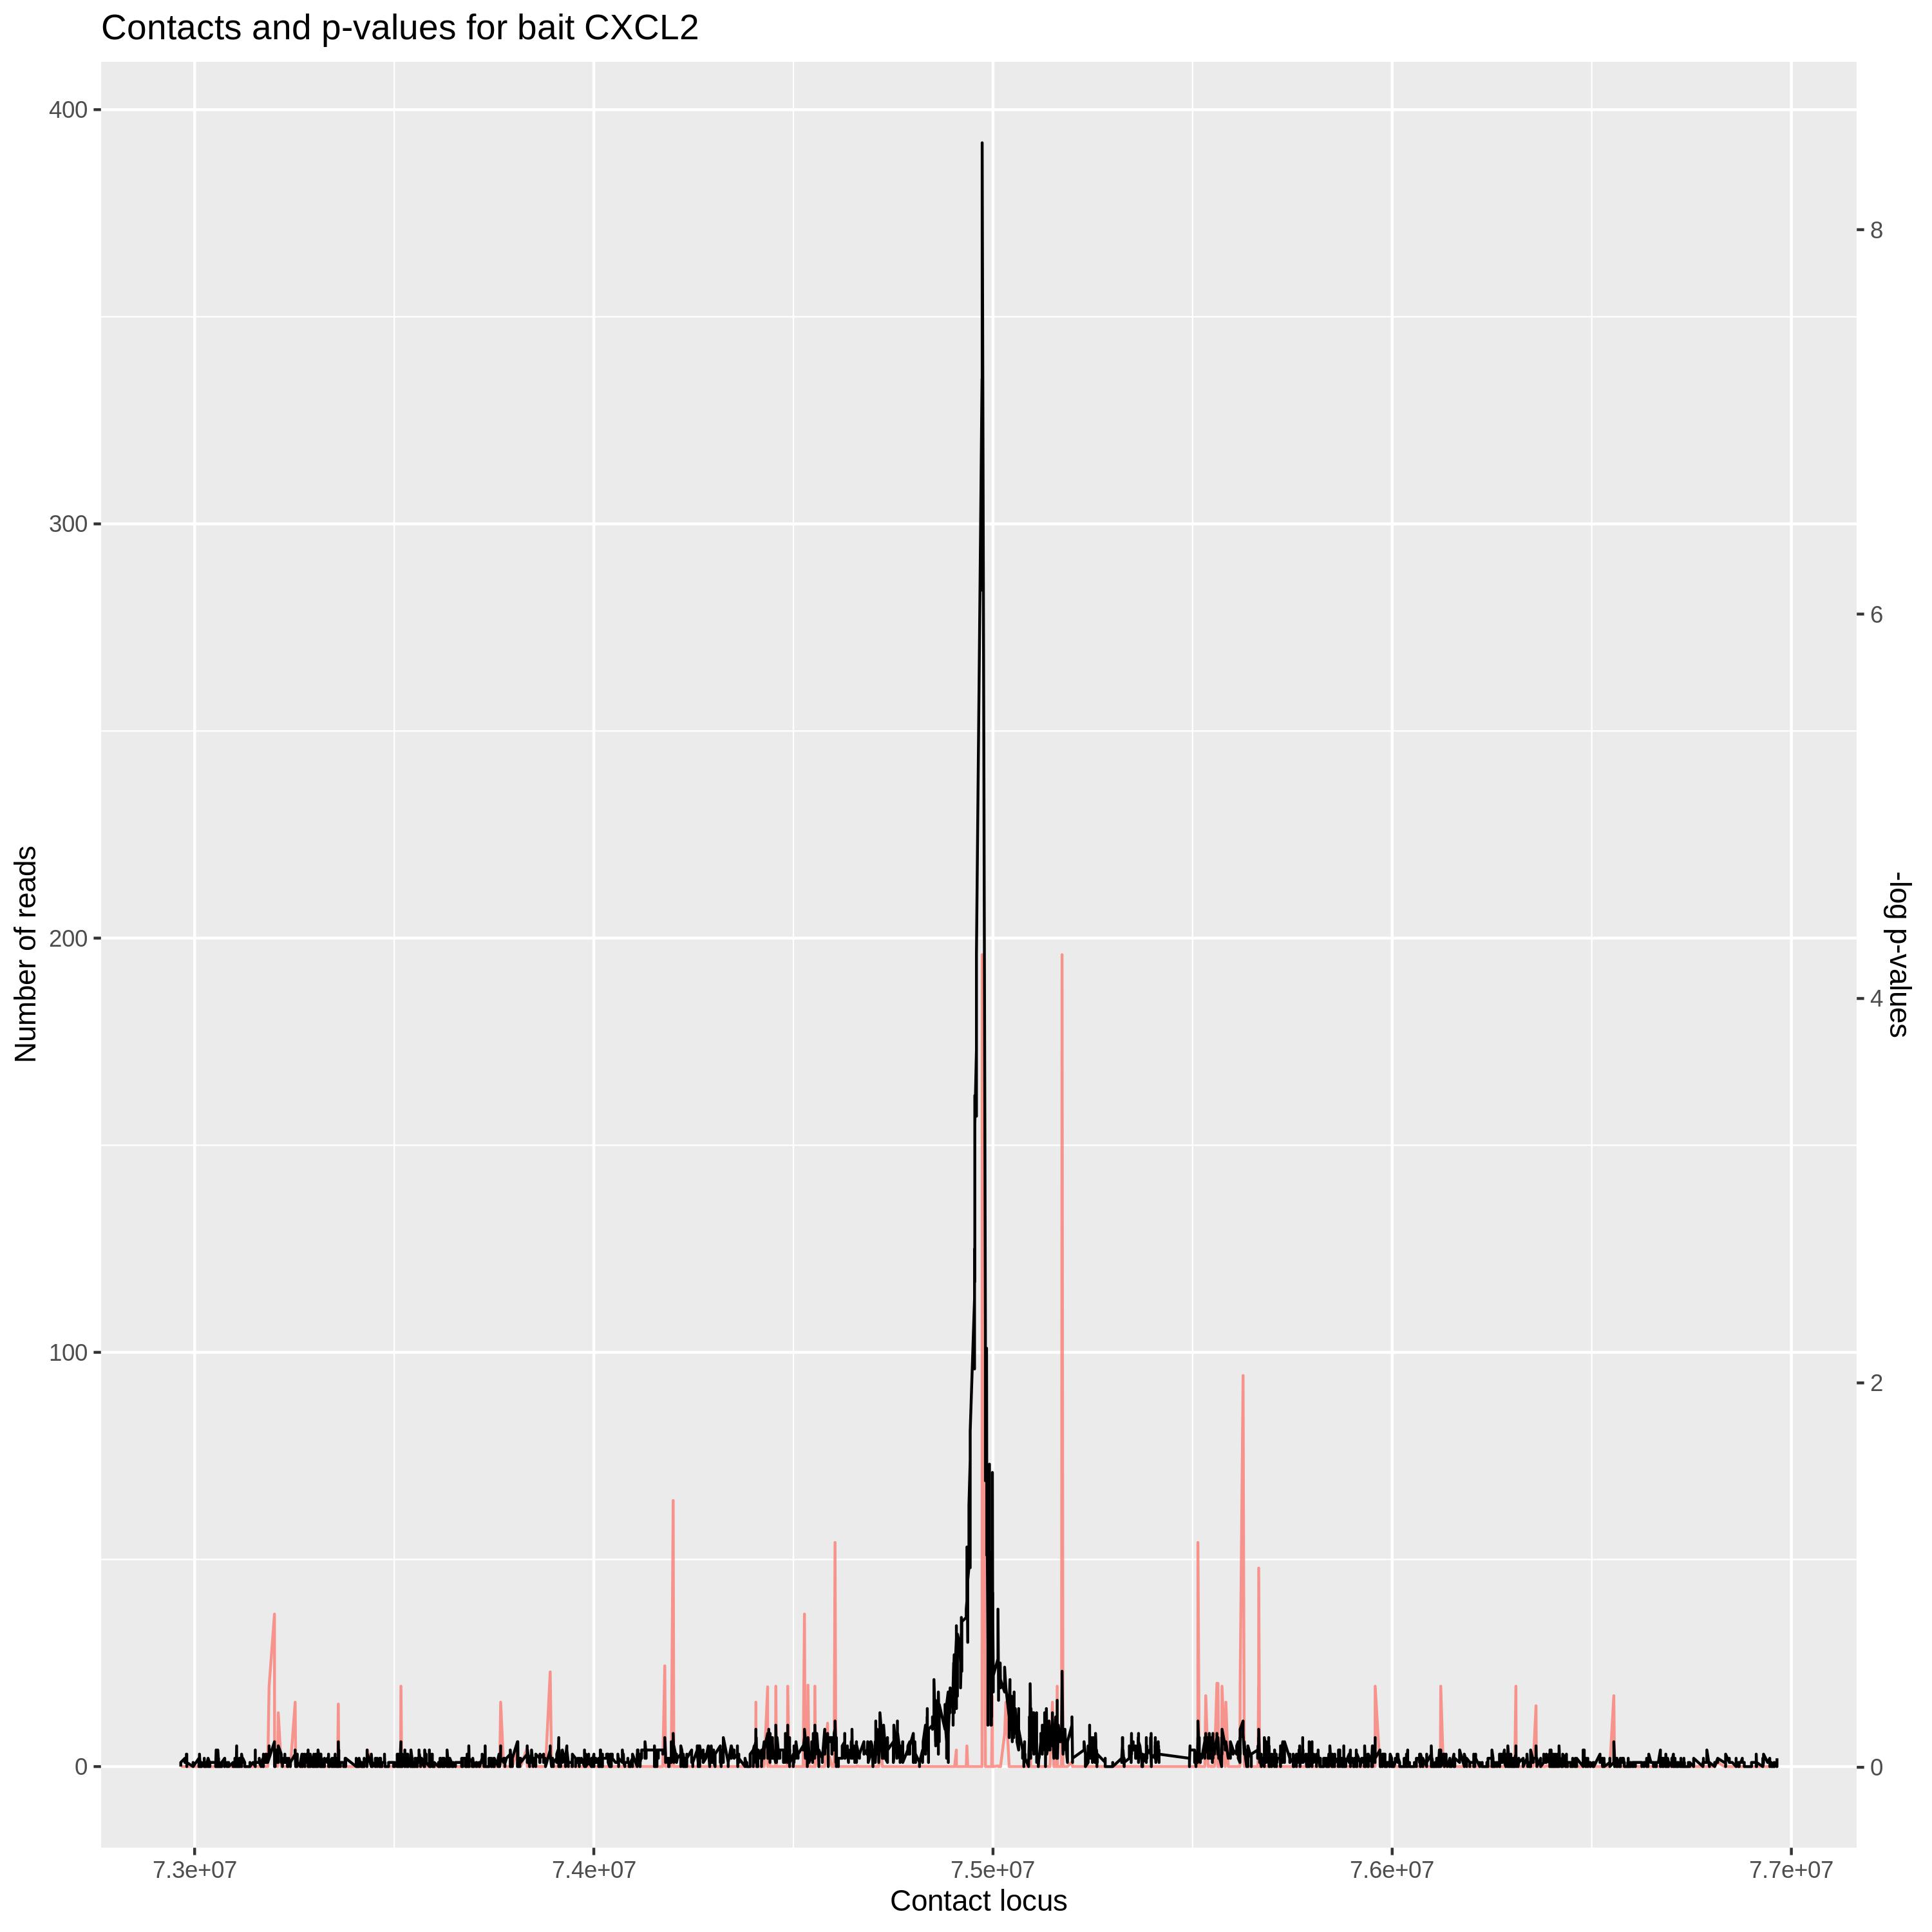 Contacts and p-values for bait CXCL2
400
300
200
100
0
Number of reads
8
6
4
2
0
-log p-values
7.3e+07 7.4e+07 7.5e+07 7.6e+07 7.7e+07
Contact locus